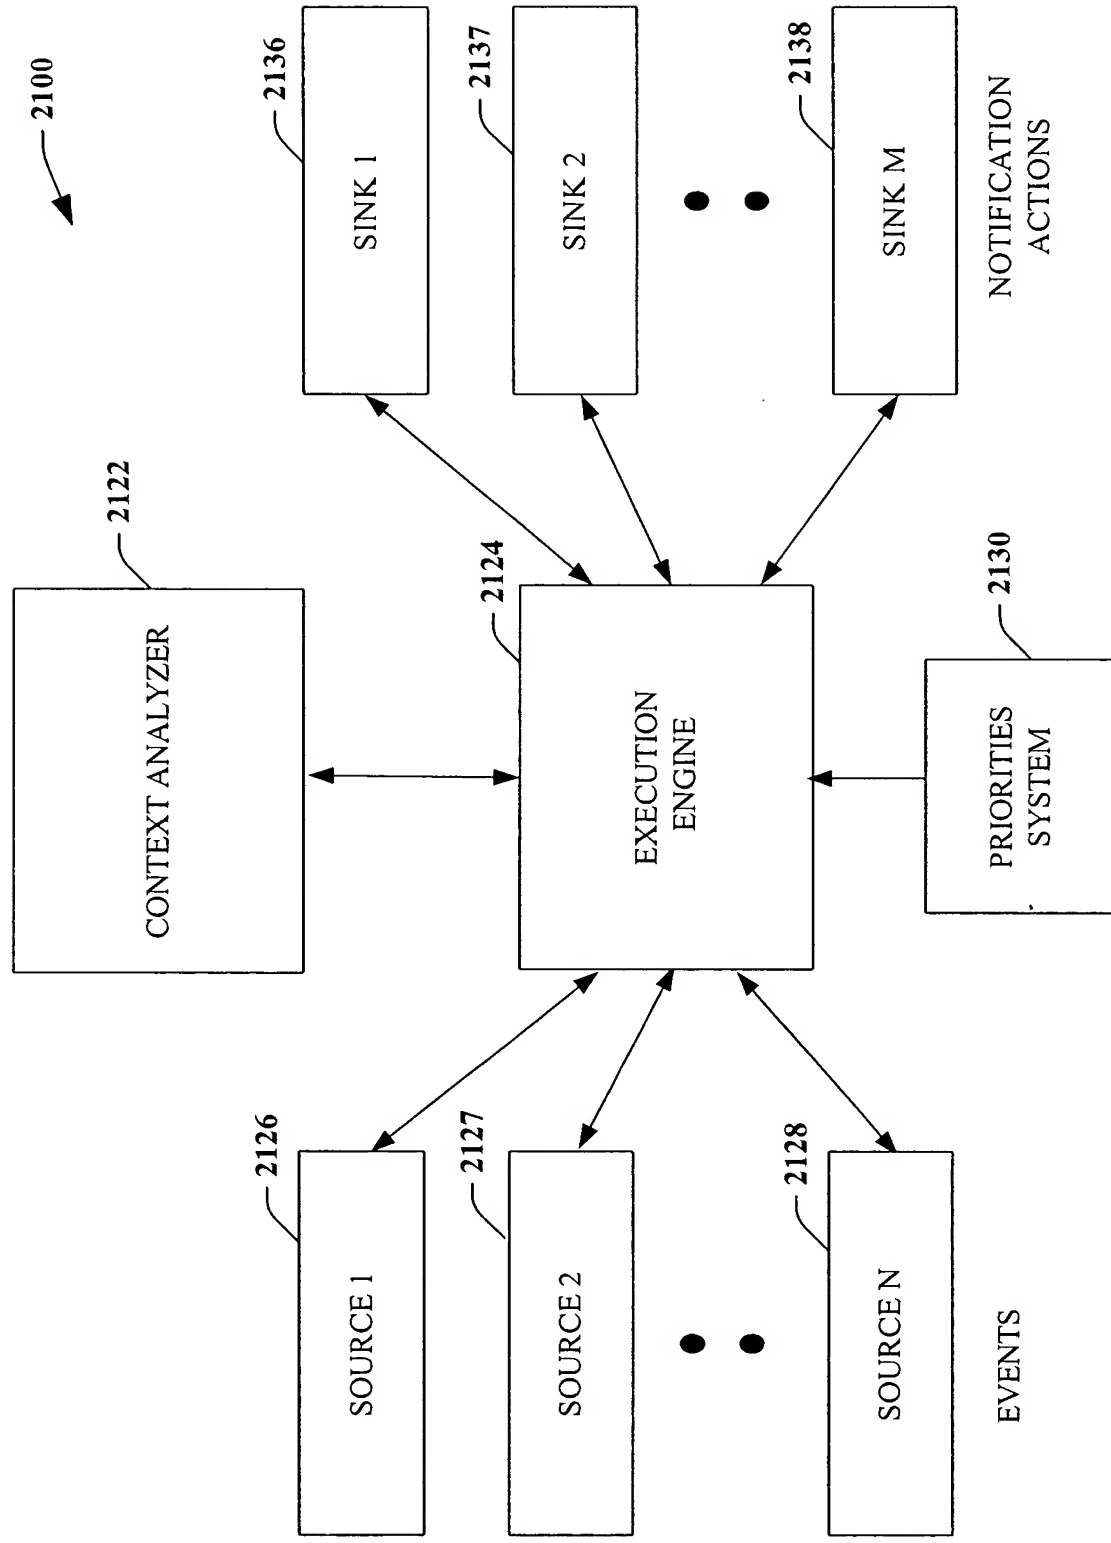 2100
CONTEXT ANALYZER
2122
SOURCE 1
2126
EXECUTION
ENGINE
2124
SINK 1
2136
SOURCE 2
2127
SINK 2
2137
SOURCE N
2128
SINK M
2138
PRIORITIES
SYSTEM
2130
EVENTS
NOTIFICATION
ACTIONS